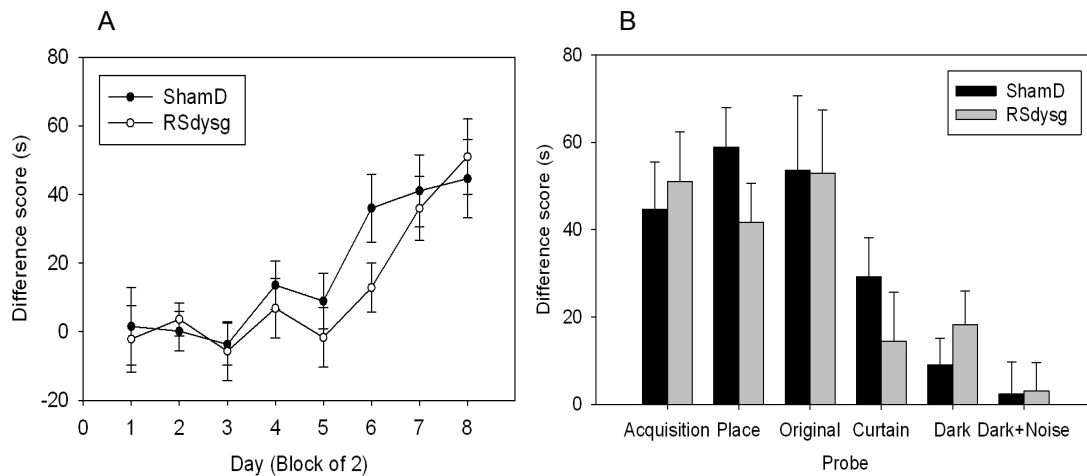 A
Difference score (s)
80
60
40
20
0
-20
ShamD
RSdysg
0 1 2 3 4 5 6 7 8
Day (Block of 2)
B
Difference score (s)
80
60
40
20
0
ShamD
RSdysg
Acquisition Place Original Curtain Dark Dark+Noise
Probe